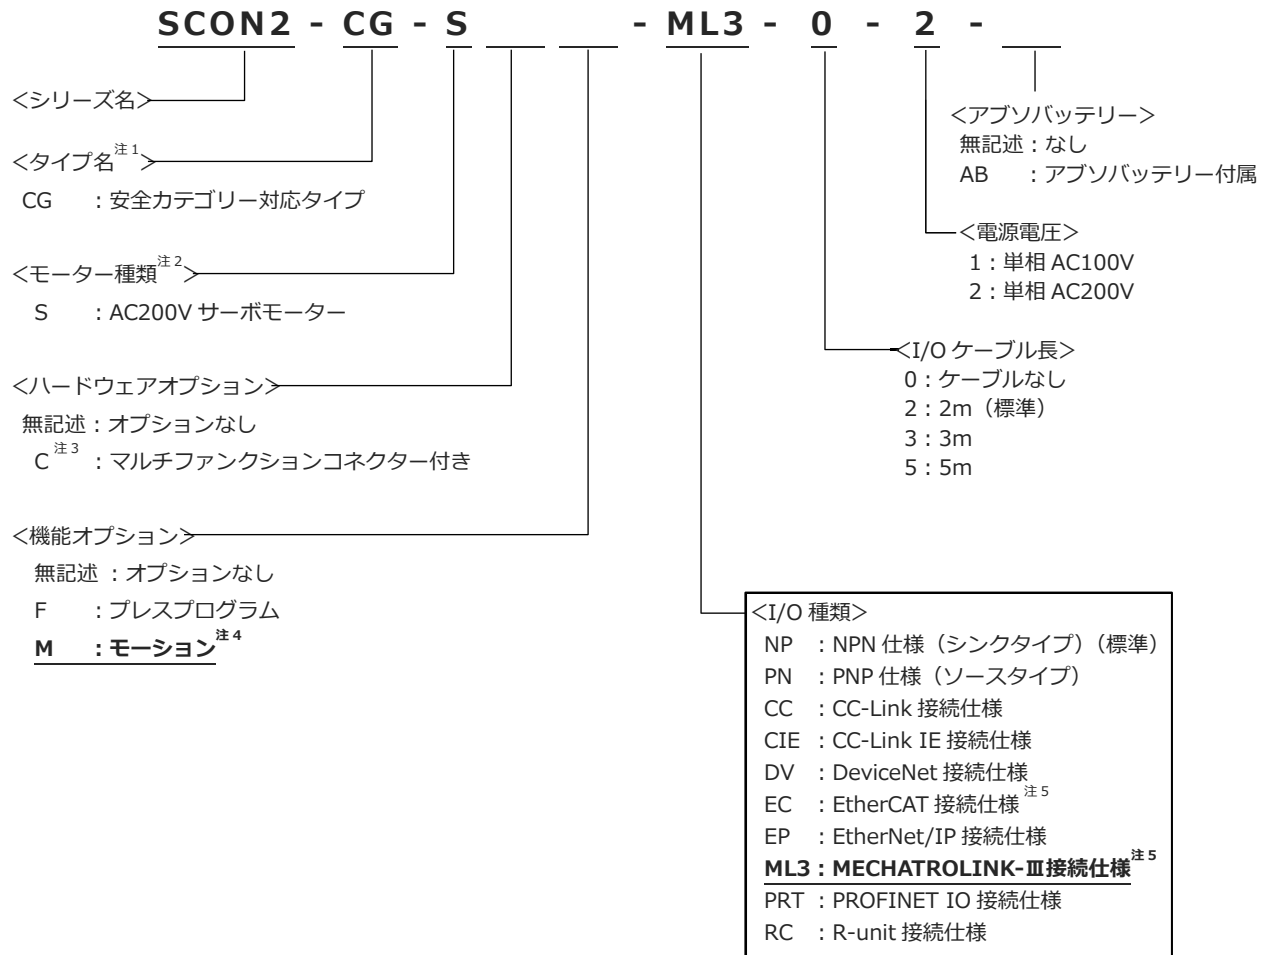 SCON2 - CG - S - ML3 - 0 - 2 -
<シリーズ名>
<タイプ名注1>
CG ：安全カテゴリー対応タイプ
<モーター種類注2>
S ：AC200V サーボモーター
<ハードウェアオプション>
無記述：オプションなし
C注3 ：マルチファンクションコネクター付き
<機能オプション>
無記述 ：オプションなし
F ：プレスプログラム
M ：モーション注4
<アブソバッテリー>
無記述：なし
AB ：アブソバッテリー付属
<電源電圧>
1：単相 AC100V
2：単相 AC200V
<I/O ケーブル長>
0：ケーブルなし
2：2m（標準）
3：3m
5：5m
<I/O 種類>
NP ：NPN 仕様（シンクタイプ）（標準）
PN ：PNP 仕様（ソースタイプ）
CC ：CC-Link 接続仕様
CIE ：CC-Link IE 接続仕様
DV ：DeviceNet 接続仕様
EC ：EtherCAT 接続仕様注5
EP ：EtherNet/IP 接続仕様
ML3：MECHATROLINK-Ⅲ接続仕様注5
PRT ：PROFINET IO 接続仕様
RC ：R-unit 接続仕様